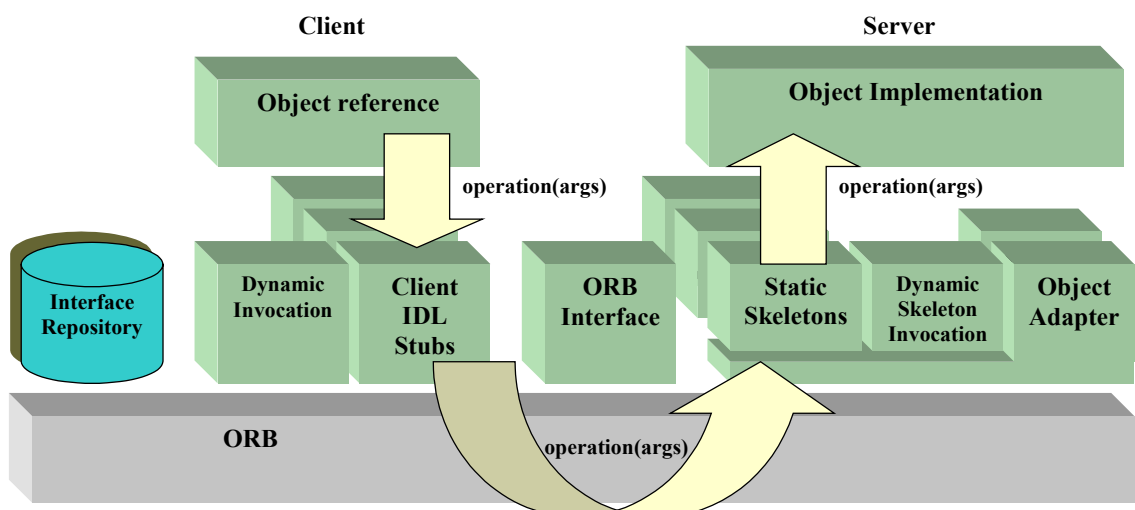 Client
Server
Object reference
Object Implementation
operation(args)
operation(args)
Interface
Repository
Dynamic
Invocation
Client
IDL
Stubs
ORB
Interface
Static
Skeletons
Dynamic
Skeleton
Invocation
Object
Adapter
ORB
operation(args)